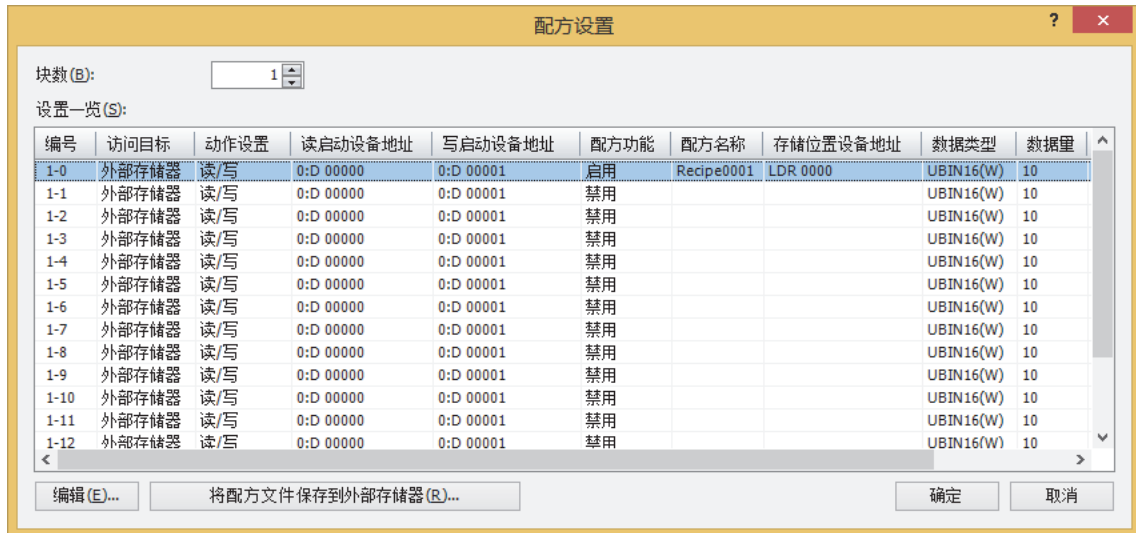 配方设置 ? ×
块数(B): 1
设置一览(S):
编号 访问目标 动作设置 读启动设备地址 写启动设备地址 配方功能 配方名称 存储位置设备地址 数据类型 数据量
1-0 外部存储器 读/写 0:D 00000 0:D 00001 启用 Recipe0001 LDR 0000 UBIN16(W) 10
1-1 外部存储器 读/写 0:D 00000 0:D 00001 禁用 UBIN16(W) 10
1-2 外部存储器 读/写 0:D 00000 0:D 00001 禁用 UBIN16(W) 10
1-3 外部存储器 读/写 0:D 00000 0:D 00001 禁用 UBIN16(W) 10
1-4 外部存储器 读/写 0:D 00000 0:D 00001 禁用 UBIN16(W) 10
1-5 外部存储器 读/写 0:D 00000 0:D 00001 禁用 UBIN16(W) 10
1-6 外部存储器 读/写 0:D 00000 0:D 00001 禁用 UBIN16(W) 10
1-7 外部存储器 读/写 0:D 00000 0:D 00001 禁用 UBIN16(W) 10
1-8 外部存储器 读/写 0:D 00000 0:D 00001 禁用 UBIN16(W) 10
1-9 外部存储器 读/写 0:D 00000 0:D 00001 禁用 UBIN16(W) 10
1-10 外部存储器 读/写 0:D 00000 0:D 00001 禁用 UBIN16(W) 10
1-11 外部存储器 读/写 0:D 00000 0:D 00001 禁用 UBIN16(W) 10
1-12 外部存储器 读/写 0:D 00000 0:D 00001 禁用 UBIN16(W) 10
编辑(E)... 将配方文件保存到外部存储器(R)... 确定 取消